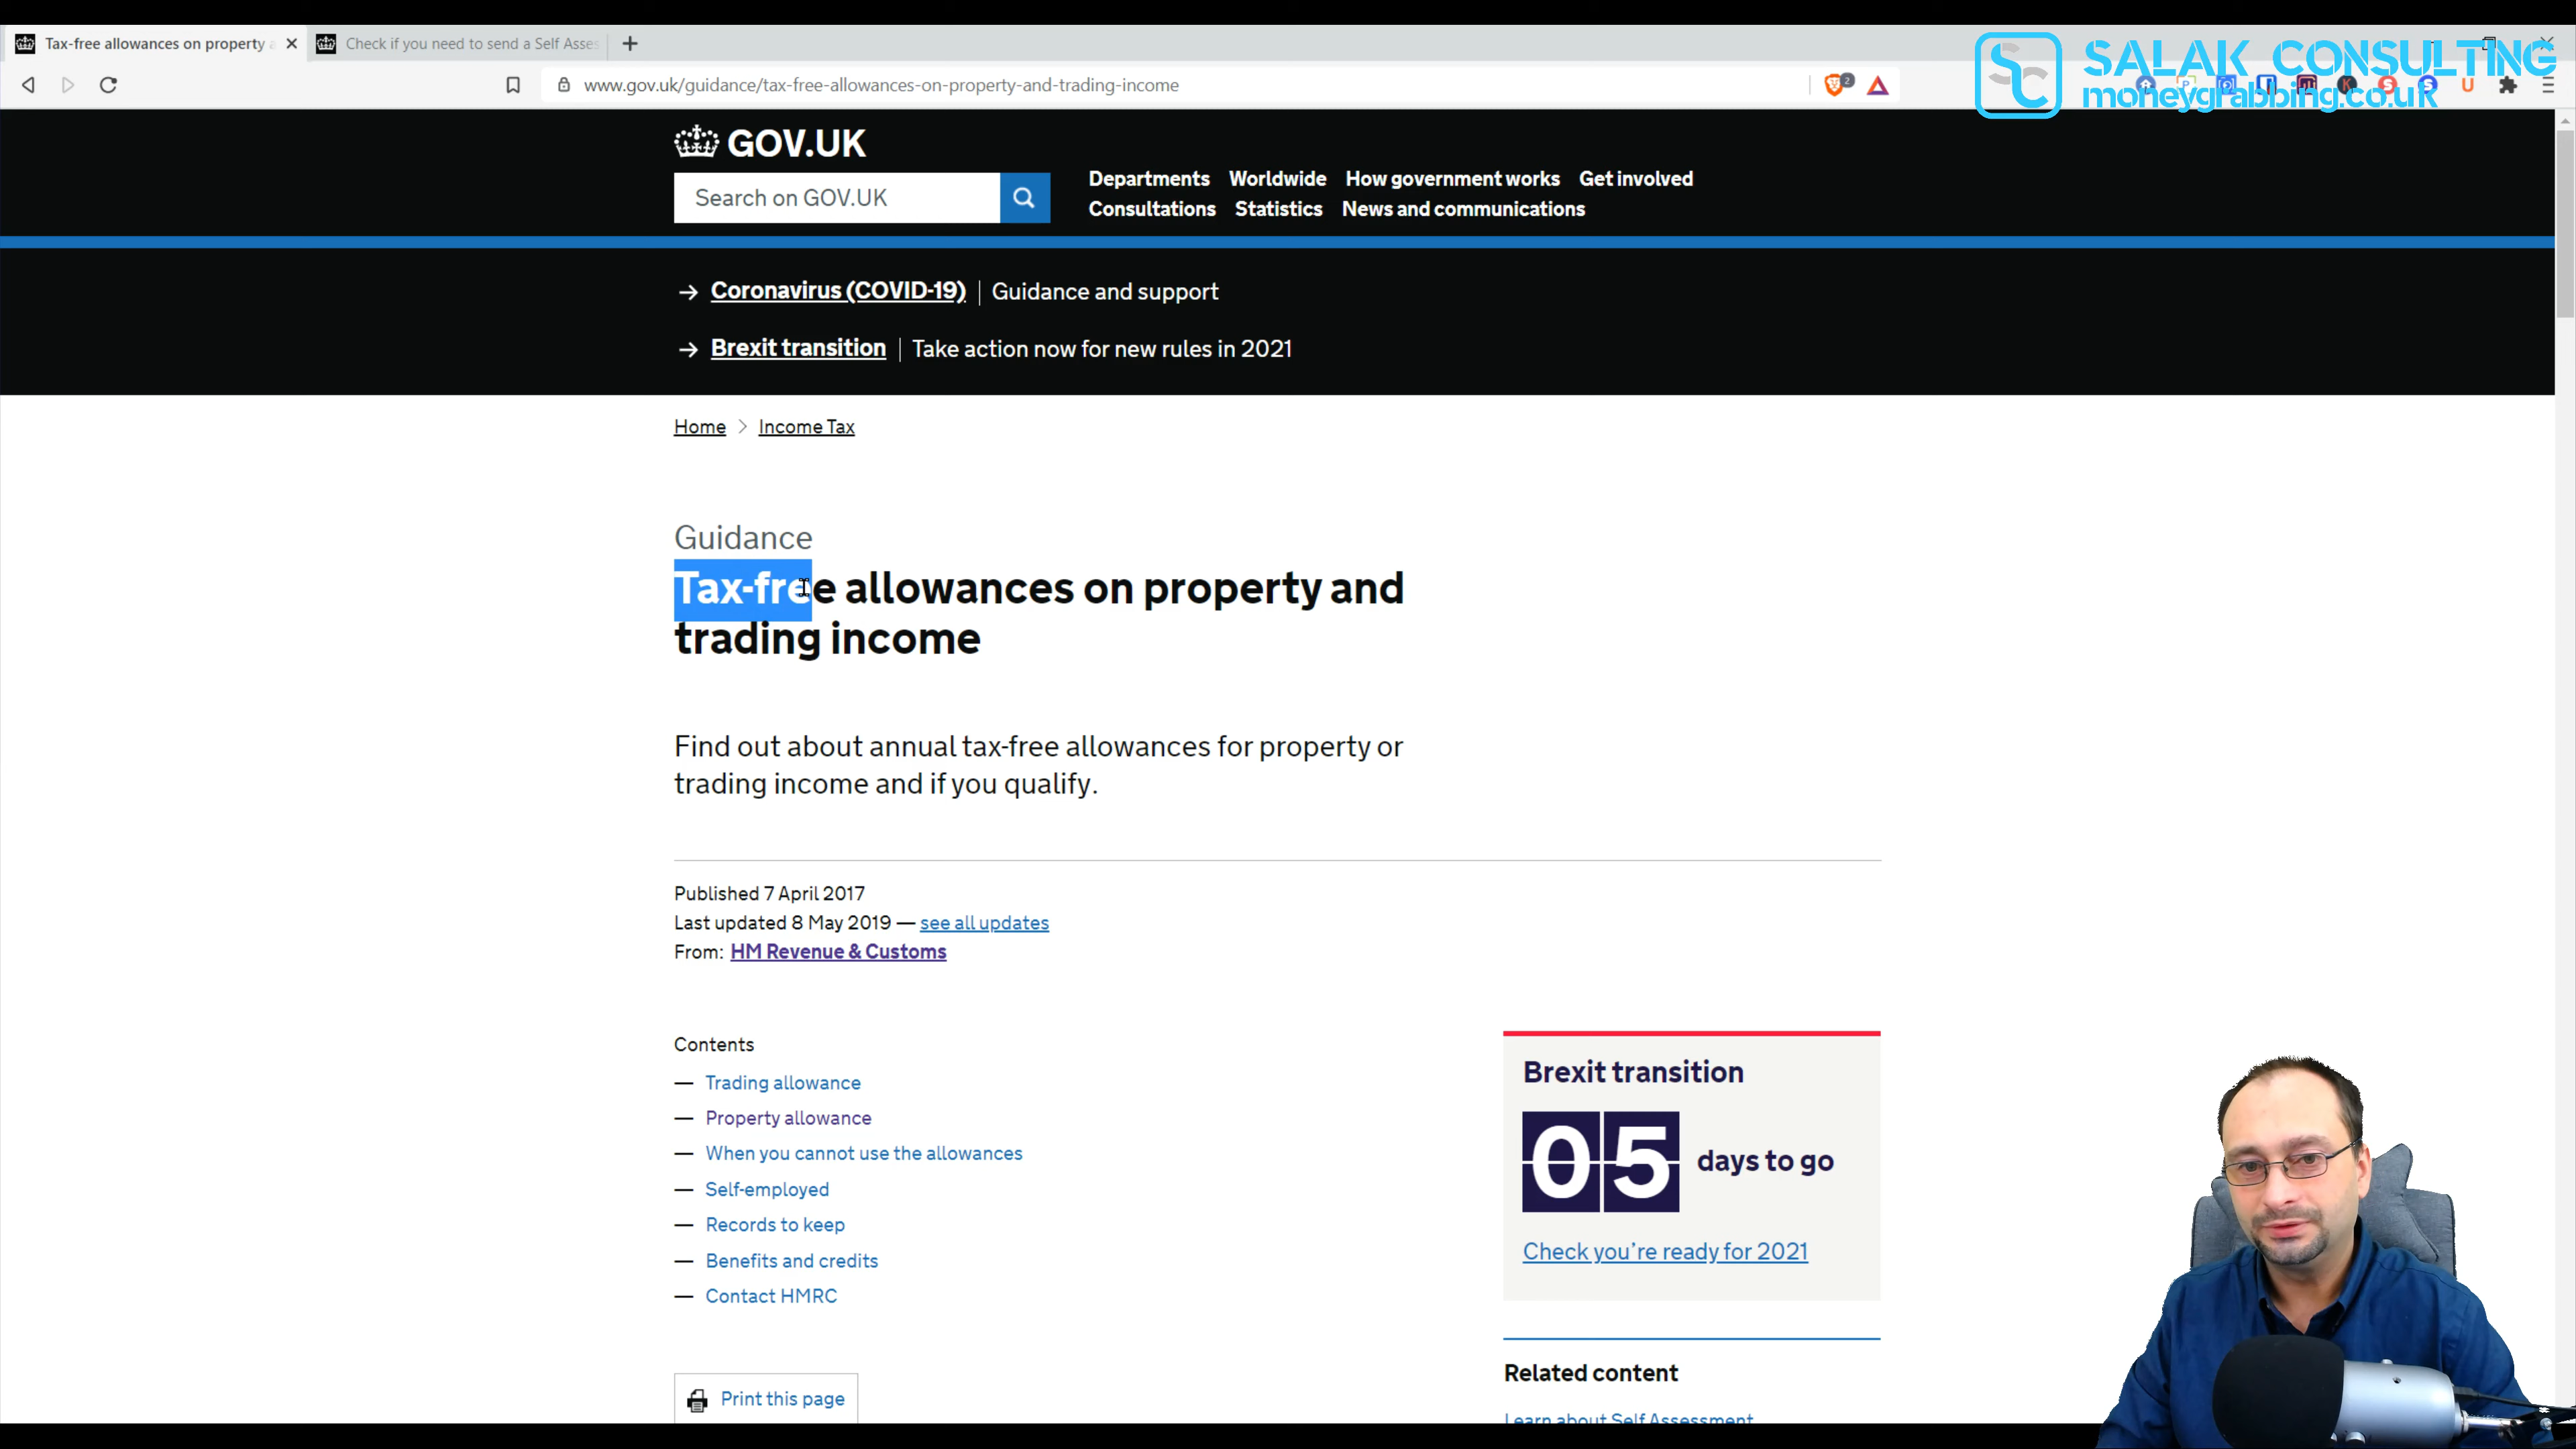 Tax-free allowances on property a
Check if you need to send a Self Asses
SALAK CONSULTING
moneygrabbing.co.uk
www.gov.uk/guidance/tax-free-allowances-on-property-and-trading-income
2
GOV.UK
Search on GOV.UK
Departments Worldwide How government works Get involved
Consultations Statistics News and communications
→ Coronavirus (COVID-19) | Guidance and support
→ Brexit transition | Take action now for new rules in 2021
Home > Income Tax
Guidance
Tax-free allowances on property and
trading income
Find out about annual tax-free allowances for property or
trading income and if you qualify.
Published 7 April 2017
Last updated 8 May 2019 — see all updates
From: HM Revenue & Customs
Contents
— Trading allowance
— Property allowance
— When you cannot use the allowances
— Self-employed
— Records to keep
— Benefits and credits
— Contact HMRC
Print this page
Brexit transition
05 days to go
Check you're ready for 2021
Related content
Learn about Self Assessment